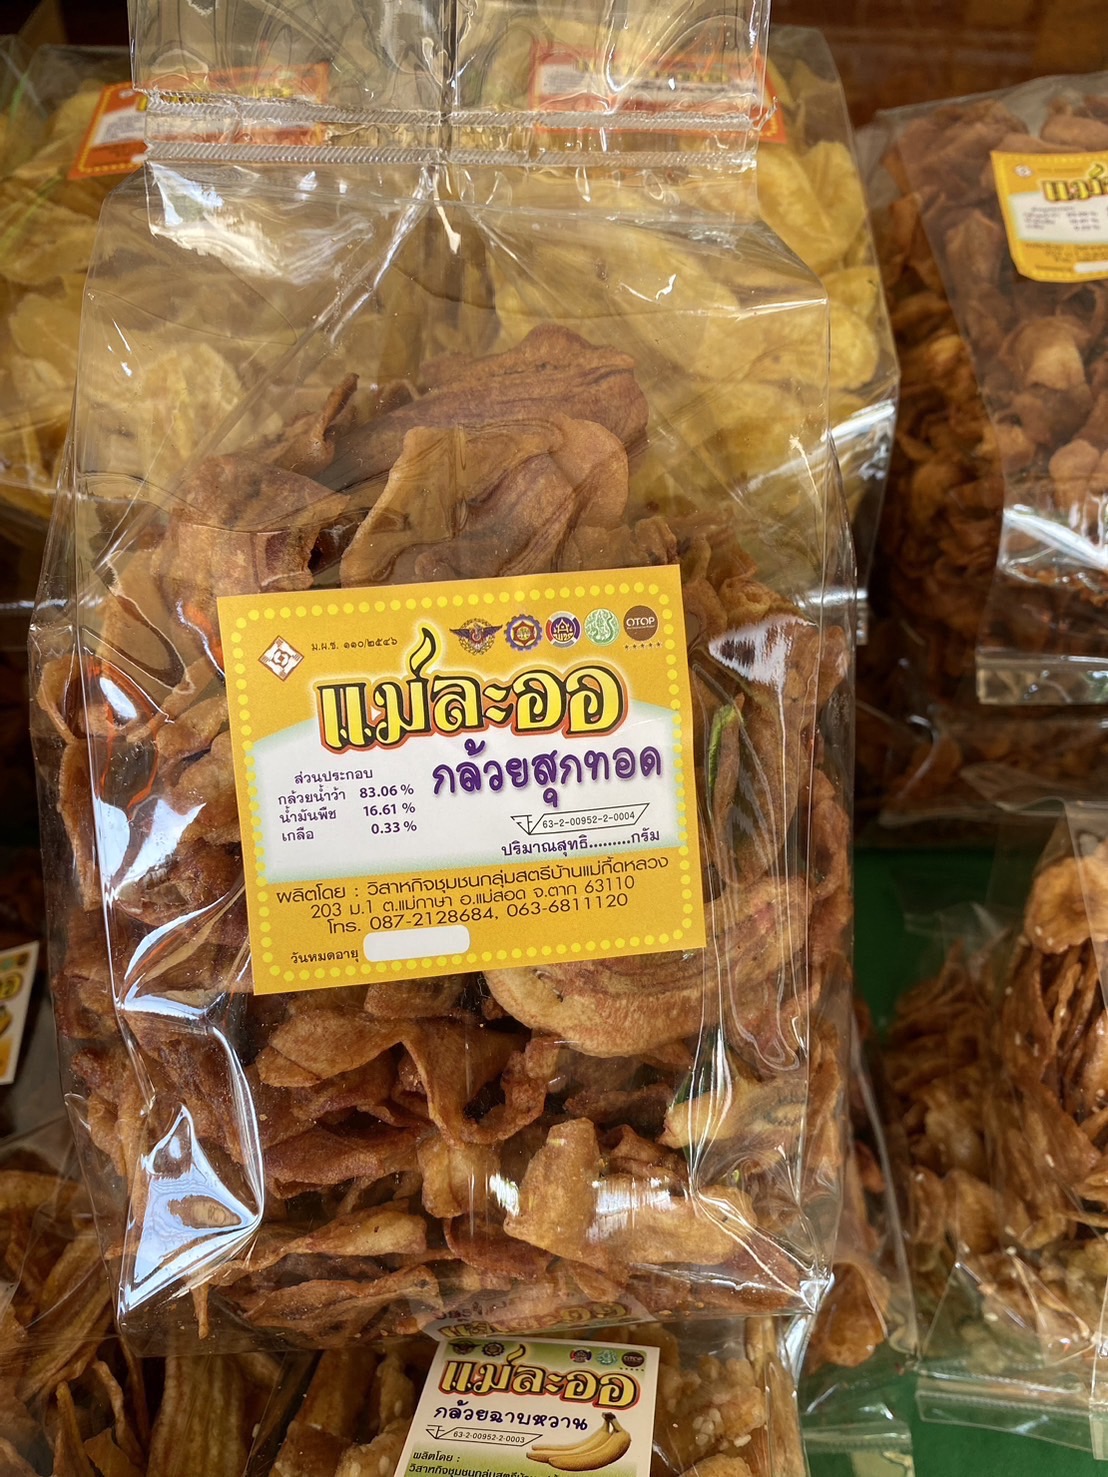 ม.ผ.ช. ๑๑๐/๒๕๔๖
OTOP
แม่ละออ
กล้วยสุกทอด
ส่วนประกอบ
กล้วยน้ำว้า 83.06 %
น้ำมันพืช 16.61 %
เกลือ 0.33 %
63-2-00952-2-0004
ปริมาณสุทธิ.........กรัม
ผลิตโดย : วิสาหกิจชุมชนกลุ่มสตรีบ้านแม่กึ๊ดหลวง
203 ม.1 ต.แม่กาษา อ.แม่สอด จ.ตาก 63110
โทร. 087-2128684, 063-6811120
วันหมดอายุ
แม่ละออ
กล้วยฉาบหวาน
63-2-00952-2-0003
ผลิตโดย :